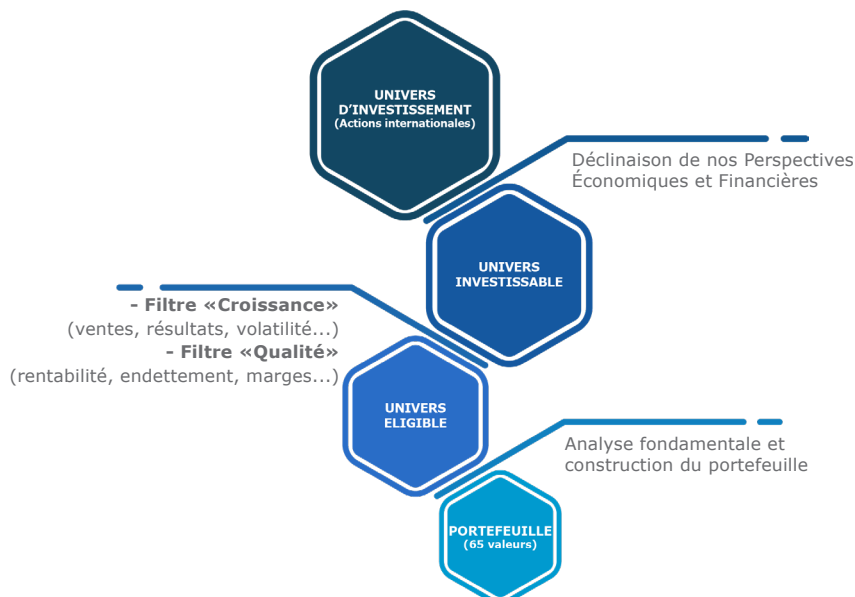 UNIVERS
D'INVESTISSEMENT
(Actions internationales)
Déclinaison de nos Perspectives
Économiques et Financières
UNIVERS
INVESTISSABLE
- Filtre «Croissance»
(ventes, résultats, volatilité...)
- Filtre «Qualité»
(rentabilité, endettement, marges...)
UNIVERS
ELIGIBLE
Analyse fondamentale et
construction du portefeuille
PORTEFEUILLE
(65 valeurs)